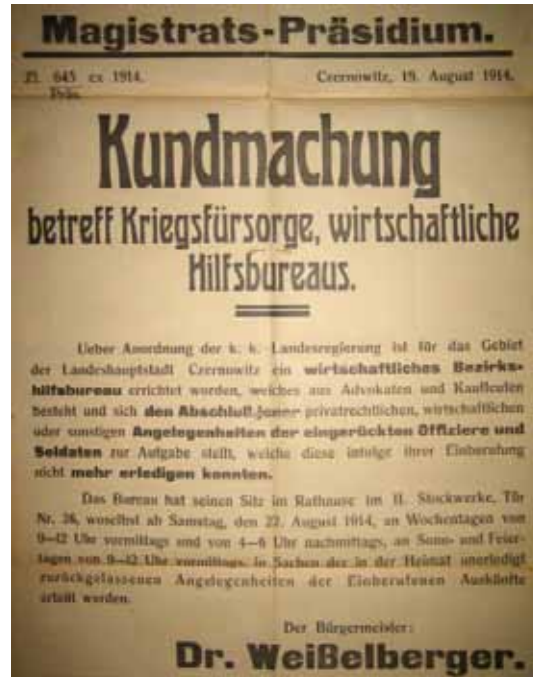 Magistrats-Präsidium.
Zl. 645 ex 1914. Czernowitz, 19. August 1914.
Präs.
Kundmachung
betreff Kriegsfürsorge, wirtschaftliche
Hilfsbureaus.
Ueber Anordnung der k. k. Landesregierung ist für das Gebiet
der Landeshauptstadt Czernowitz ein wirtschaftliches Bezirks-
hilfsbureau errichtet worden, welches aus Advokaten und Kaufleuten
besteht und sich den Abschluß jener privatrechtlichen, wirtschaftlichen
oder sonstigen Angelegenheiten der eingerückten Offiziere und
Soldaten zur Aufgabe stellt, welche diese infolge ihrer Einberufung
nicht mehr erledigen konnten.
Das Bureau hat seinen Sitz im Rathause im II. Stockwerke, Tür
Nr. 26, woselbst ab Samstag, den 22. August 1914, an Wochentagen von
9—12 Uhr vormittags und von 4—6 Uhr nachmittags, an Sonn- und Feier-
tagen von 9—12 Uhr vormittags in Sachen der in der Heimat unerledigt
zurückgelassenen Angelegenheiten der Einberufenen Auskünfte
erteilt werden.
Der Bürgermeister:
Dr. Weißelberger.